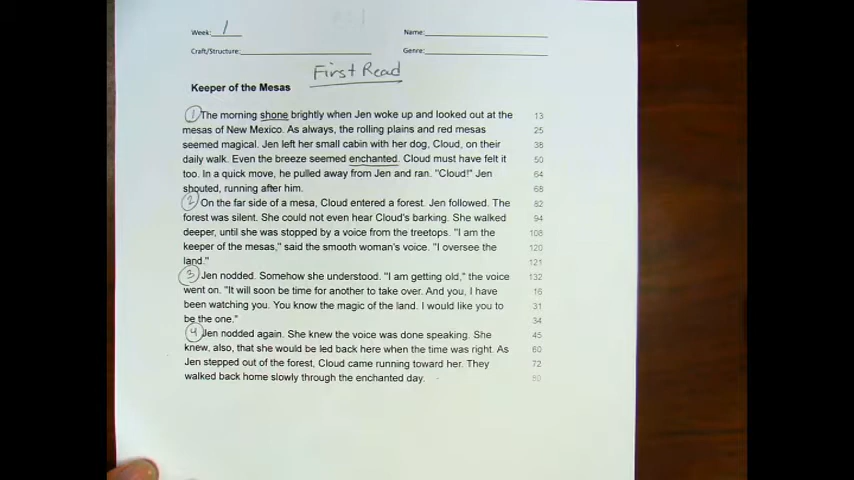 Week: 1 Name:
Craft/Structure: Genre:
First Read
Keeper of the Mesas
1 The morning shone brightly when Jen woke up and looked out at the 13
mesas of New Mexico. As always, the rolling plains and red mesas 25
seemed magical. Jen left her small cabin with her dog, Cloud, on their 38
daily walk. Even the breeze seemed enchanted. Cloud must have felt it 50
too. In a quick move, he pulled away from Jen and ran. "Cloud!" Jen 64
shouted, running after him. 68
2 On the far side of a mesa, Cloud entered a forest. Jen followed. The 82
forest was silent. She could not even hear Cloud's barking. She walked 94
deeper, until she was stopped by a voice from the treetops. "I am the 108
keeper of the mesas," said the smooth woman's voice. "I oversee the 120
land." 121
3 Jen nodded. Somehow she understood. "I am getting old," the voice 132
went on. "It will soon be time for another to take over. And you, I have 16
been watching you. You know the magic of the land. I would like you to 31
be the one." 34
4 Jen nodded again. She knew the voice was done speaking. She 45
knew, also, that she would be led back here when the time was right. As 60
Jen stepped out of the forest, Cloud came running toward her. They 72
walked back home slowly through the enchanted day.